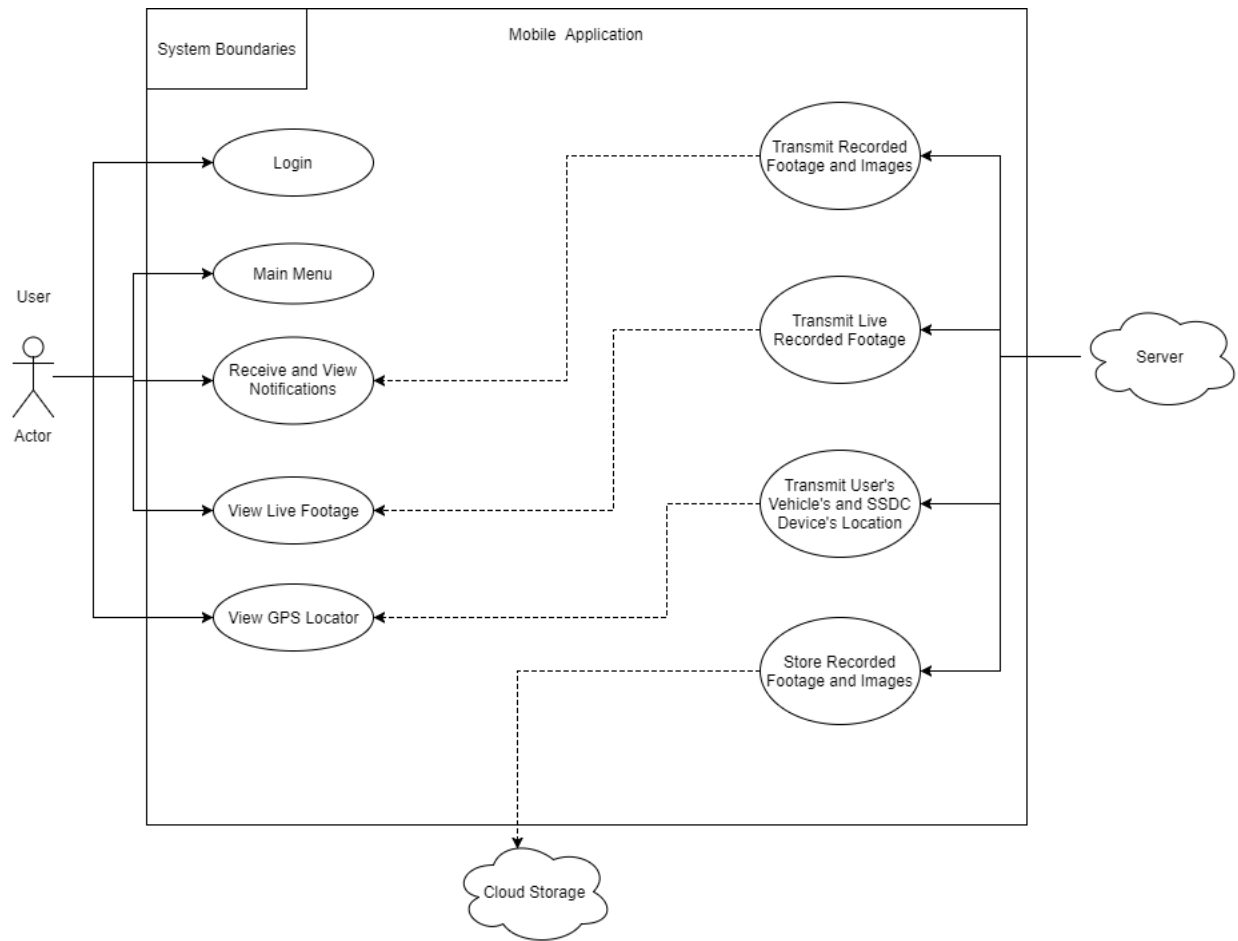 System Boundaries
Mobile Application
Login
Main Menu
Receive and View
Notifications
View Live Footage
View GPS Locator
User
Actor
Transmit Recorded
Footage and Images
Transmit Live
Recorded Footage
Transmit User's
Vehicle's and SSDC
Device's Location
Store Recorded
Footage and Images
Server
Cloud Storage